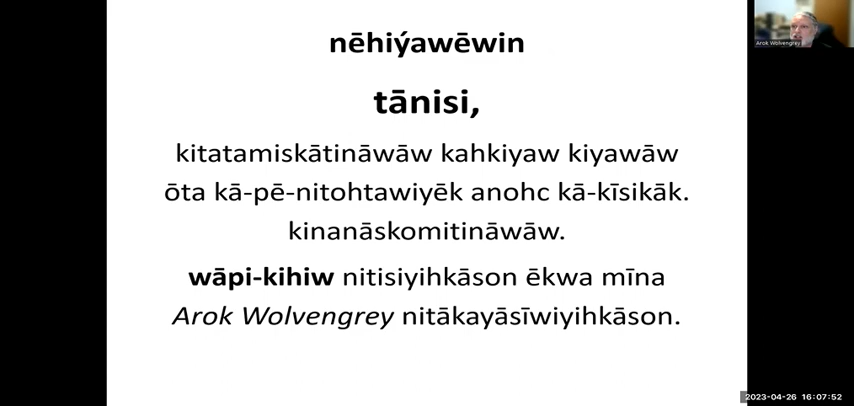 nēhiýawēwin
tānisi,
kitatamiskātināwāw kahkiyaw kiyawāw
ōta kā-pē-nitohtawiyēk anohc kā-kīsikāk.
kinanāskomitināwāw.
wāpi-kihiw nitisiyihkāson ēkwa mīna
Arok Wolvengrey nitākayāsīwiyihkāson.
Arok Wolvengrey
2023-04-26 16:07:52